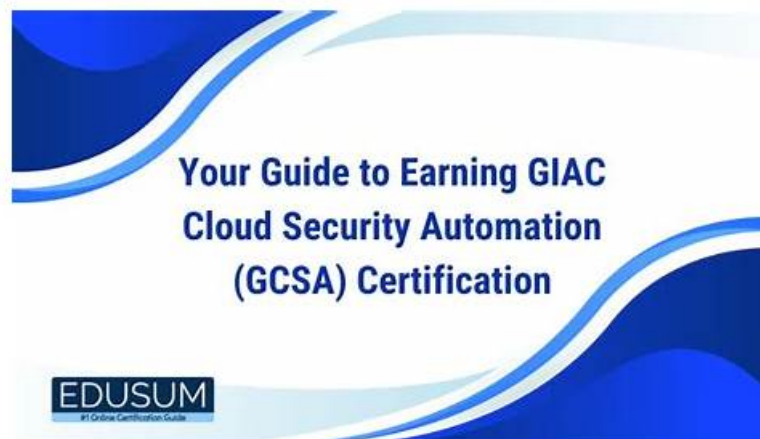 Your Guide to Earning GIAC
Cloud Security Automation
(GCSA) Certification
EDUSUM
#1 Online Certification Guide